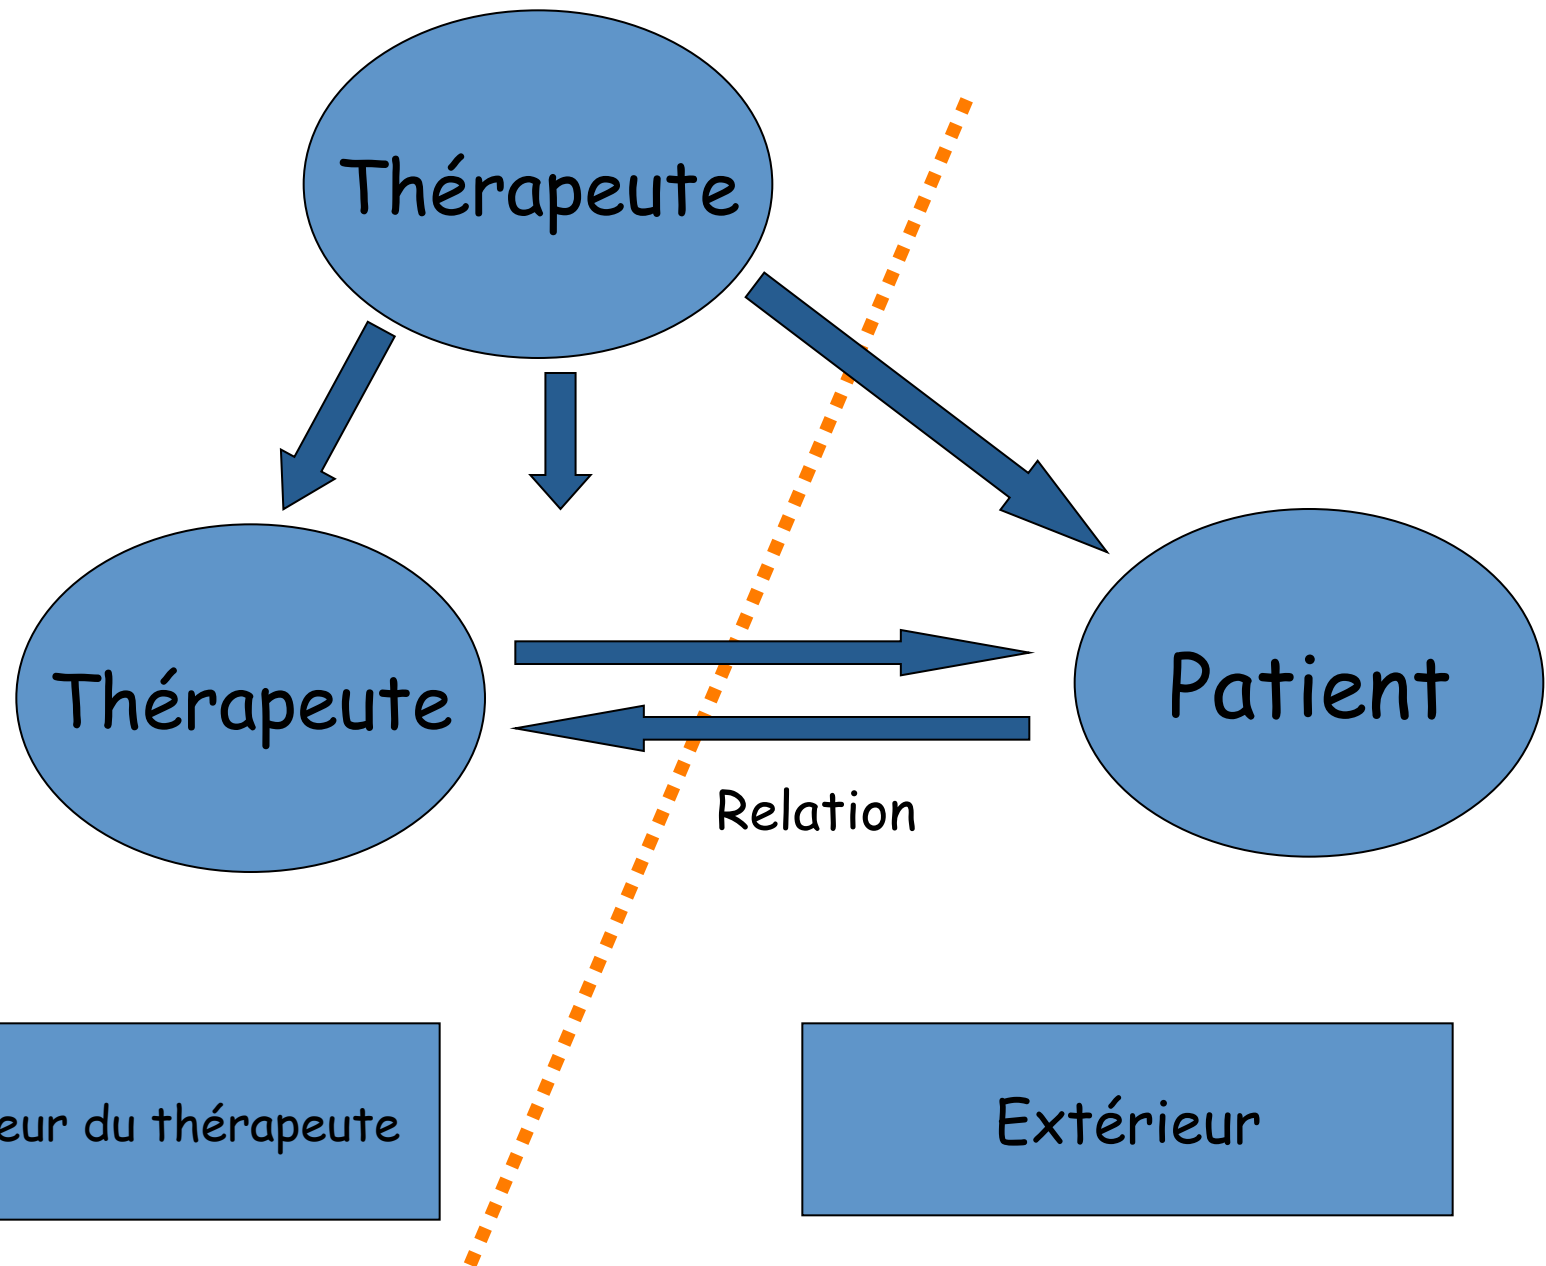 Thérapeute
Thérapeute
Patient
Relation
eur du thérapeute
Extérieur